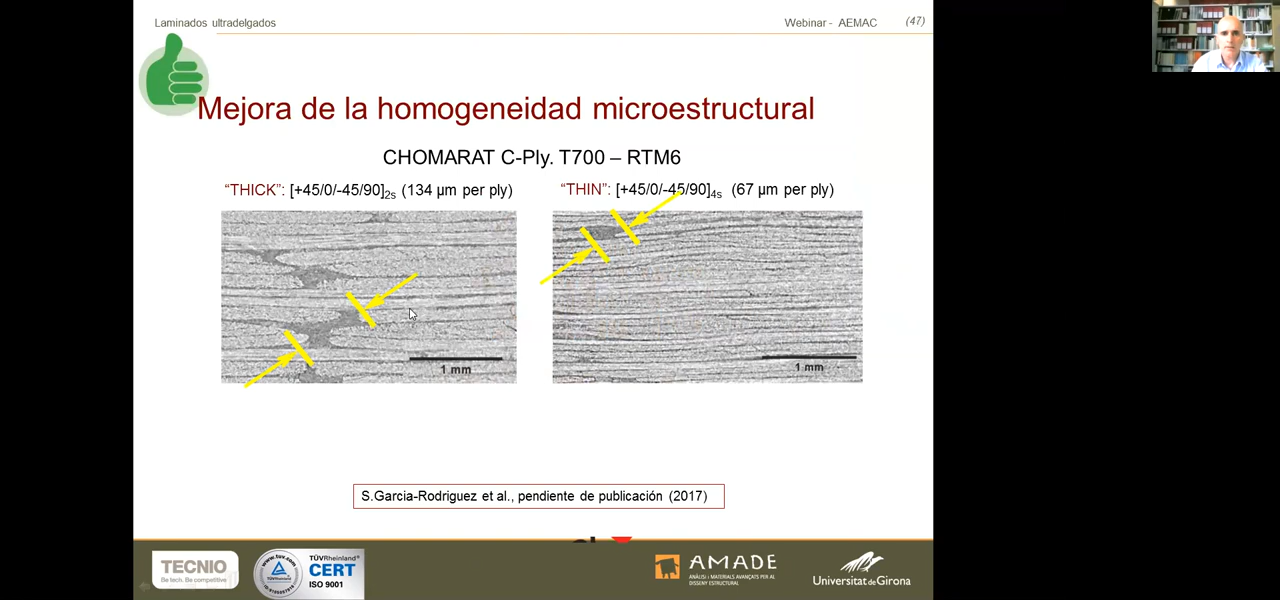 Laminados ultradelgados
Webinar - AEMAC (47)
Mejora de la homogeneidad microestructural
CHOMARAT C-Ply. T700 – RTM6
“THICK”: [+45/0/-45/90]2s (134 µm per ply)
“THIN”: [+45/0/-45/90]4s (67 µm per ply)
1 mm
1 mm
S.Garcia-Rodriguez et al., pendiente de publicación (2017)
TECNIO
Be tech. Be competitive
TÜVRheinland®
CERT
ISO 9001
AMADE
ANÀLISI I MATERIALS AVANÇATS PER AL
DISSENY ESTRUCTURAL
Universitat de Girona